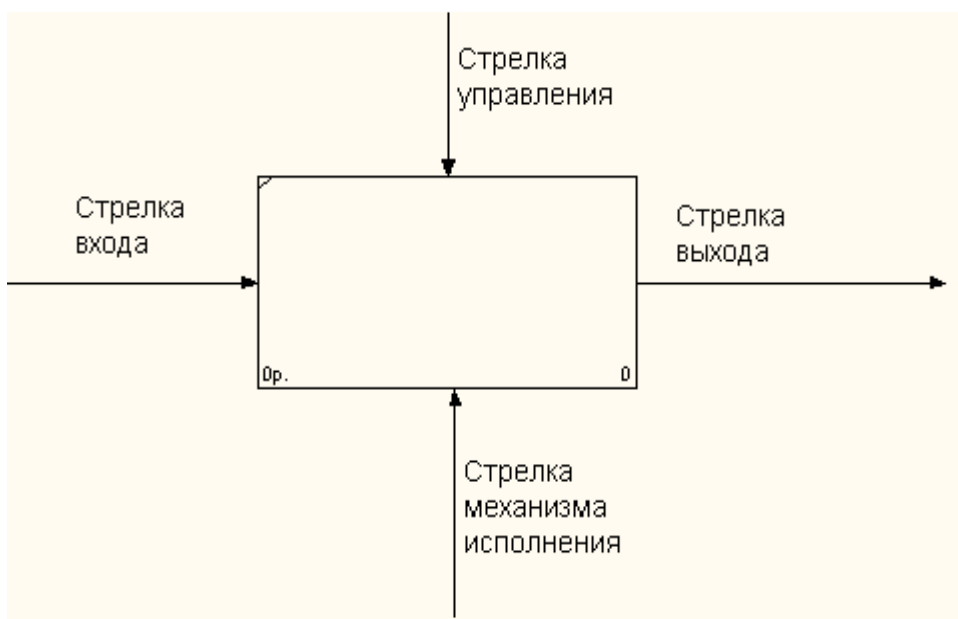 Стрелка
управления
Стрелка
входа
Стрелка
выхода
0р. 0
Стрелка
механизма
исполнения